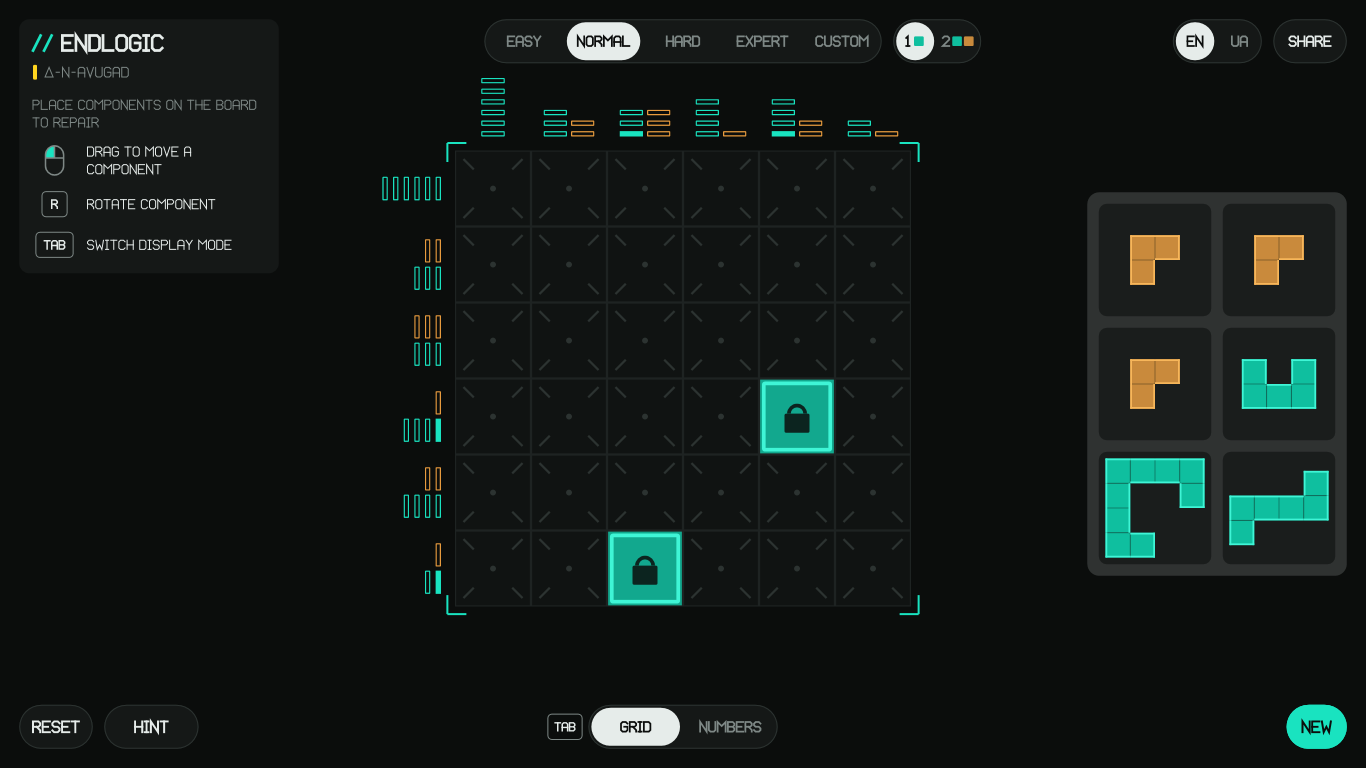 // ENDLOGIC
Δ-N-AVUGAD
PLACE COMPONENTS ON THE BOARD
TO REPAIR
DRAG TO MOVE A
COMPONENT
R ROTATE COMPONENT
TAB SWITCH DISPLAY MODE
EASY NORMAL HARD EXPERT CUSTOM
1 2
EN UA SHARE
RESET HINT
TAB GRID NUMBERS
NEW